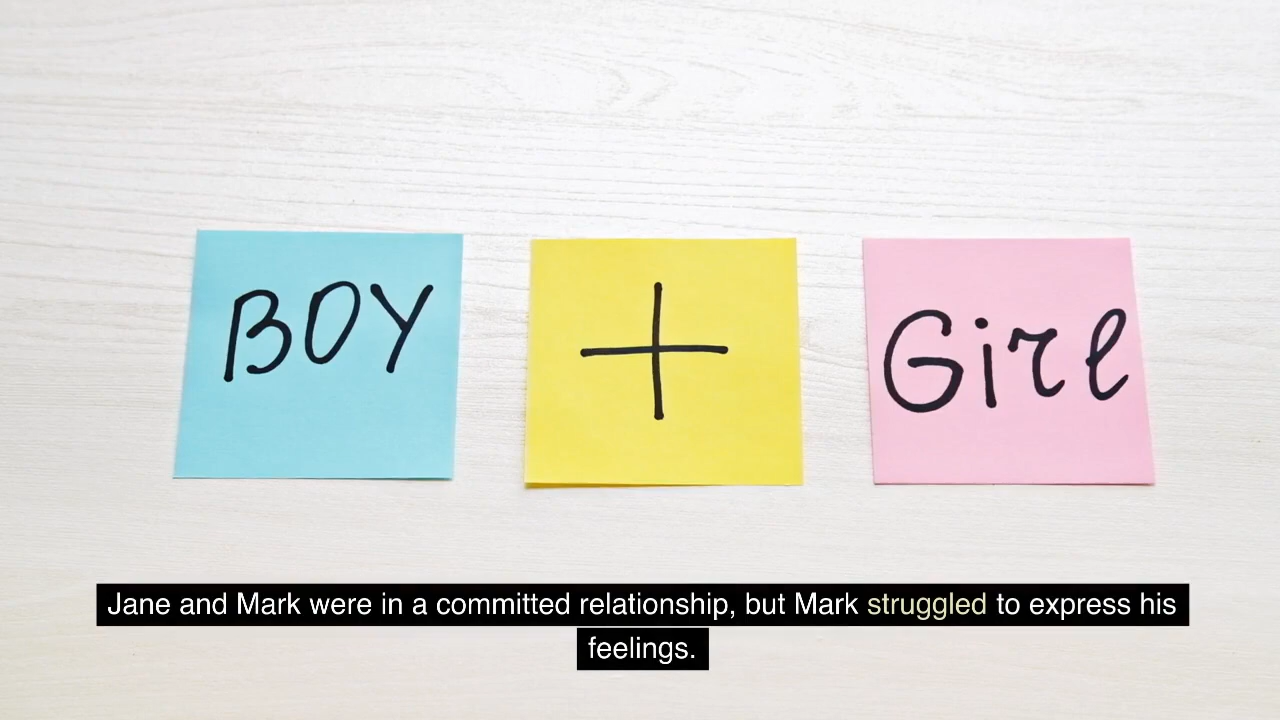 BOY + Girl
Jane and Mark were in a committed relationship, but Mark struggled to express his
feelings.